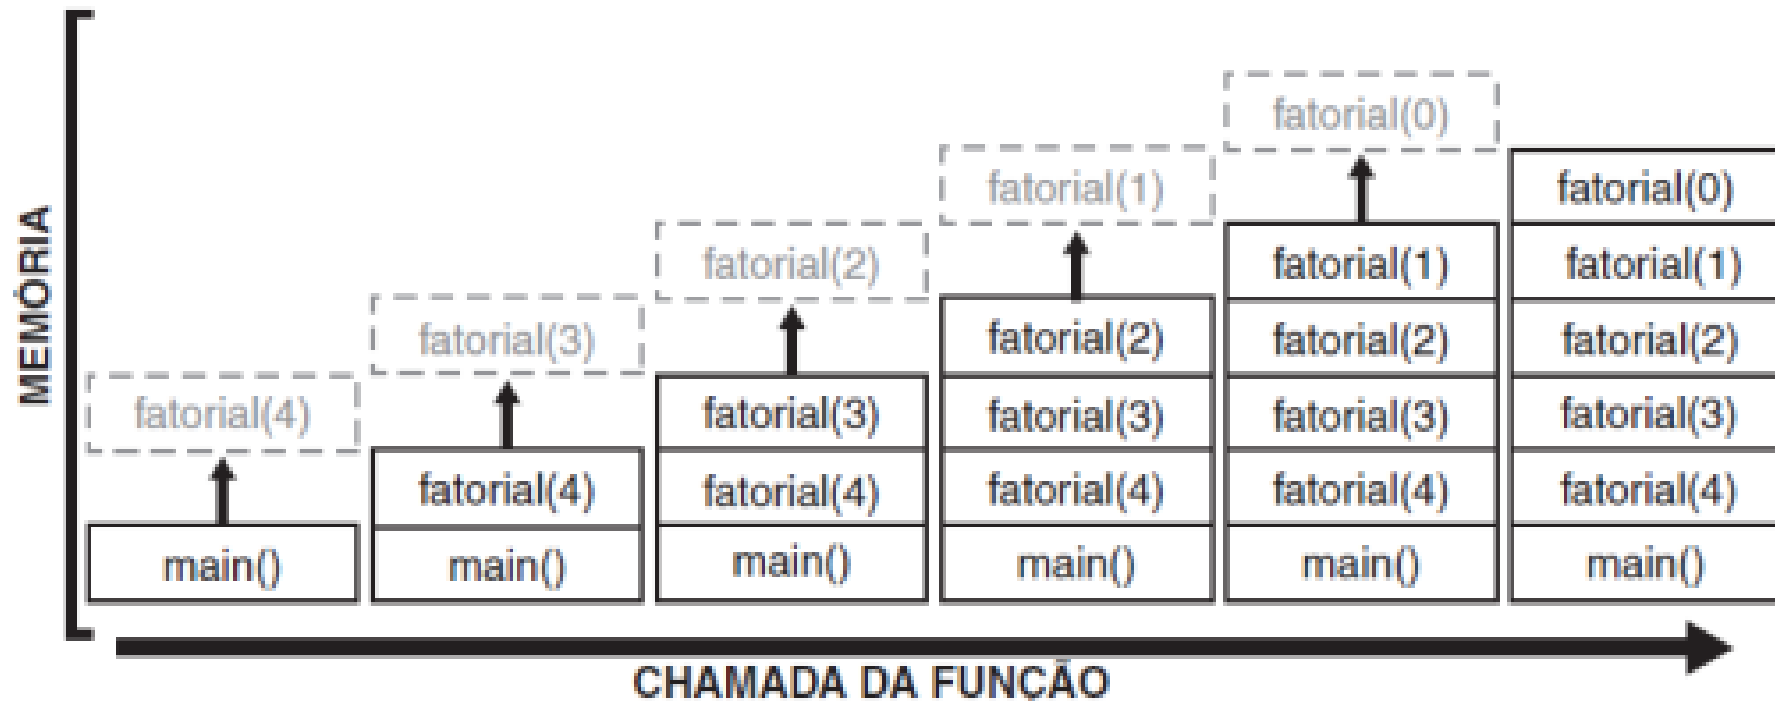 fatorial(0)
fatorial(1)
fatorial(0)
fatorial(2)
fatorial(1)
fatorial(1)
fatorial(3)
fatorial(2)
fatorial(2)
fatorial(2)
fatorial(4)
fatorial(3)
fatorial(3)
fatorial(3)
fatorial(3)
main()
fatorial(4)
fatorial(4)
fatorial(4)
fatorial(4)
fatorial(4)
main()
main()
main()
main()
main()
MEMÓRIA
CHAMADA DA FUNÇÃO